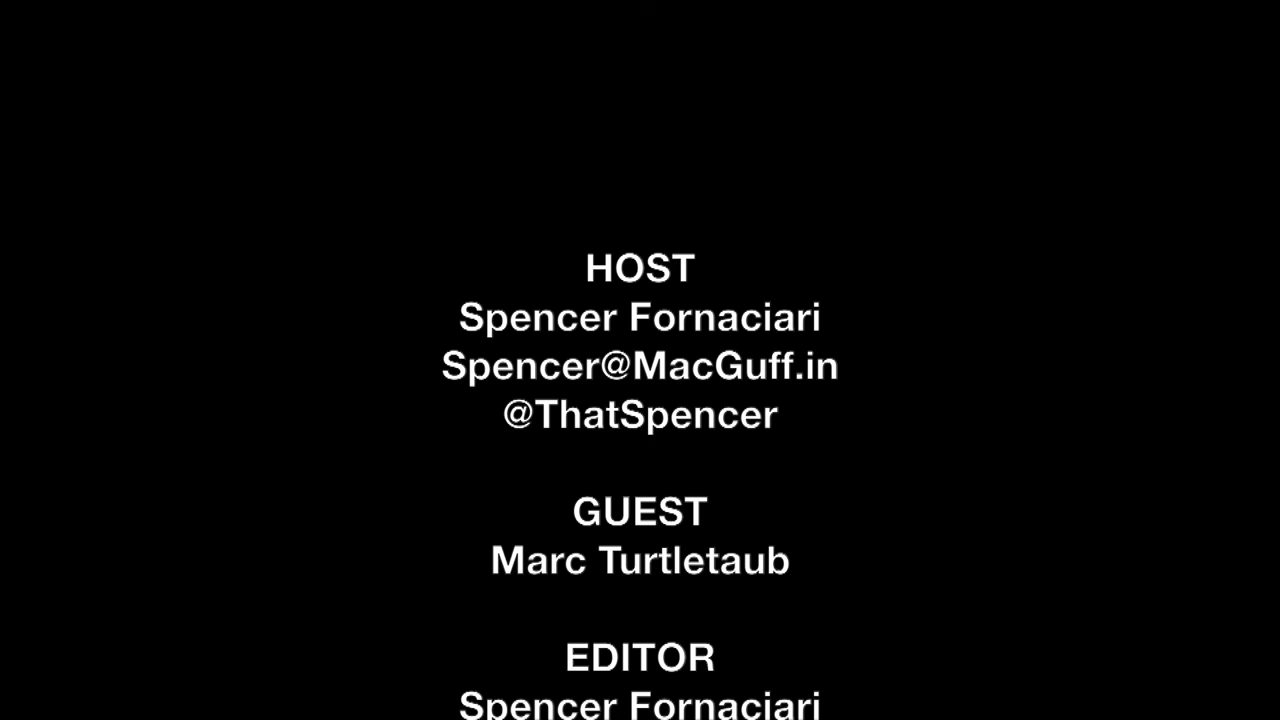 HOST
Spencer Fornaciari
Spencer@MacGuff.in
@ThatSpencer
GUEST
Marc Turtletaub
EDITOR
Spencer Fornaciari